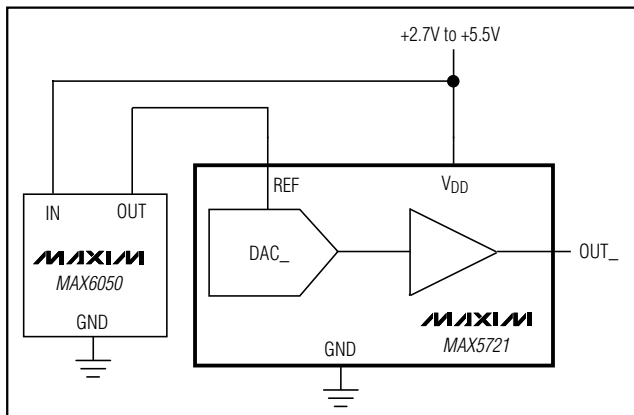 +2.7V to +5.5V
REF
VDD
IN
OUT
DAC_
OUT_
MAXIM
MAX6050
MAXIM
MAX5721
GND
GND